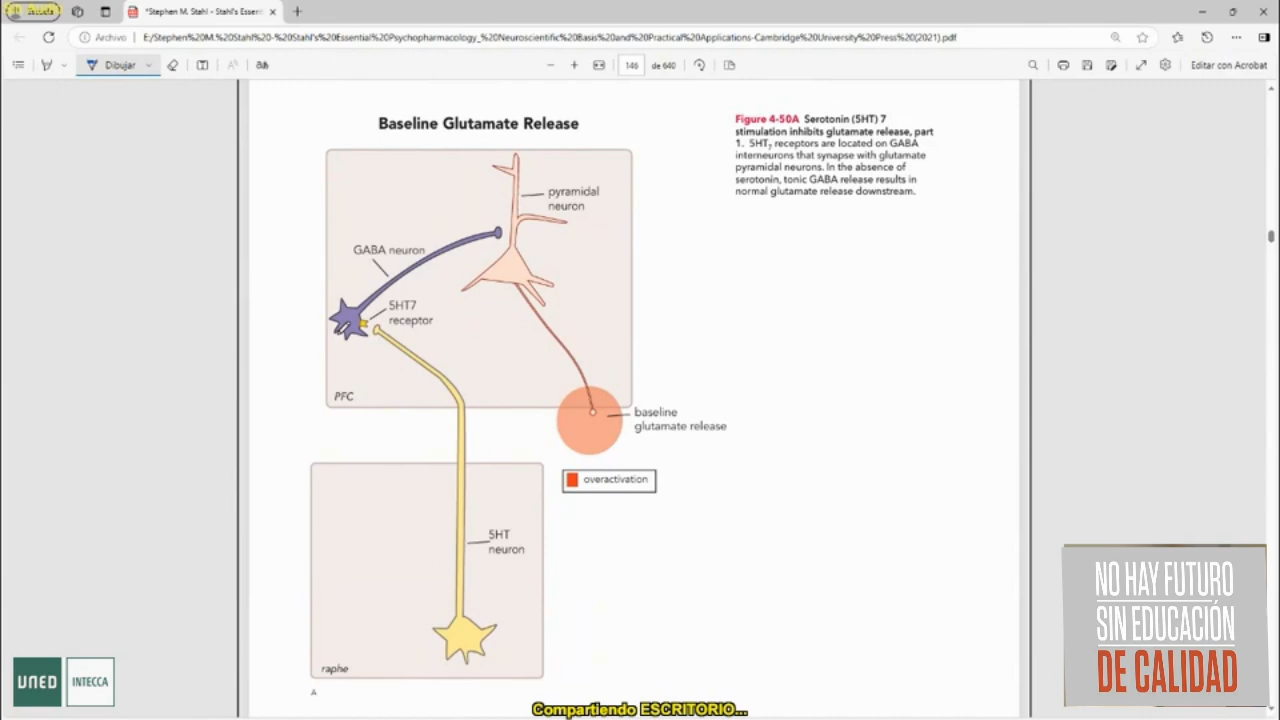 Escuela
*Stephen M. Stahl - Stahl's Essen
Archivo
E:/Stephen%20M.%20Stahl%20-%20Stahl's%20Essential%20Psychopharmacology_%20Neuroscientific%20Basis%20and%20Practical%20Applications-Cambridge%20University%20Press%20(2021).pdf
Dibujar
146 de 640
Editar con Acrobat
Baseline Glutamate Release
Figure 4-50A Serotonin (5HT) 7
stimulation inhibits glutamate release, part
1. 5HT7 receptors are located on GABA
interneurons that synapse with glutamate
pyramidal neurons. In the absence of
serotonin, tonic GABA release results in
normal glutamate release downstream.
pyramidal
neuron
GABA neuron
5HT7
receptor
PFC
baseline
glutamate release
overactivation
5HT
neuron
raphe
A
NO HAY FUTURO
SIN EDUCACIÓN
DE CALIDAD
UNED
INTECCA
Compartiendo ESCRITORIO...